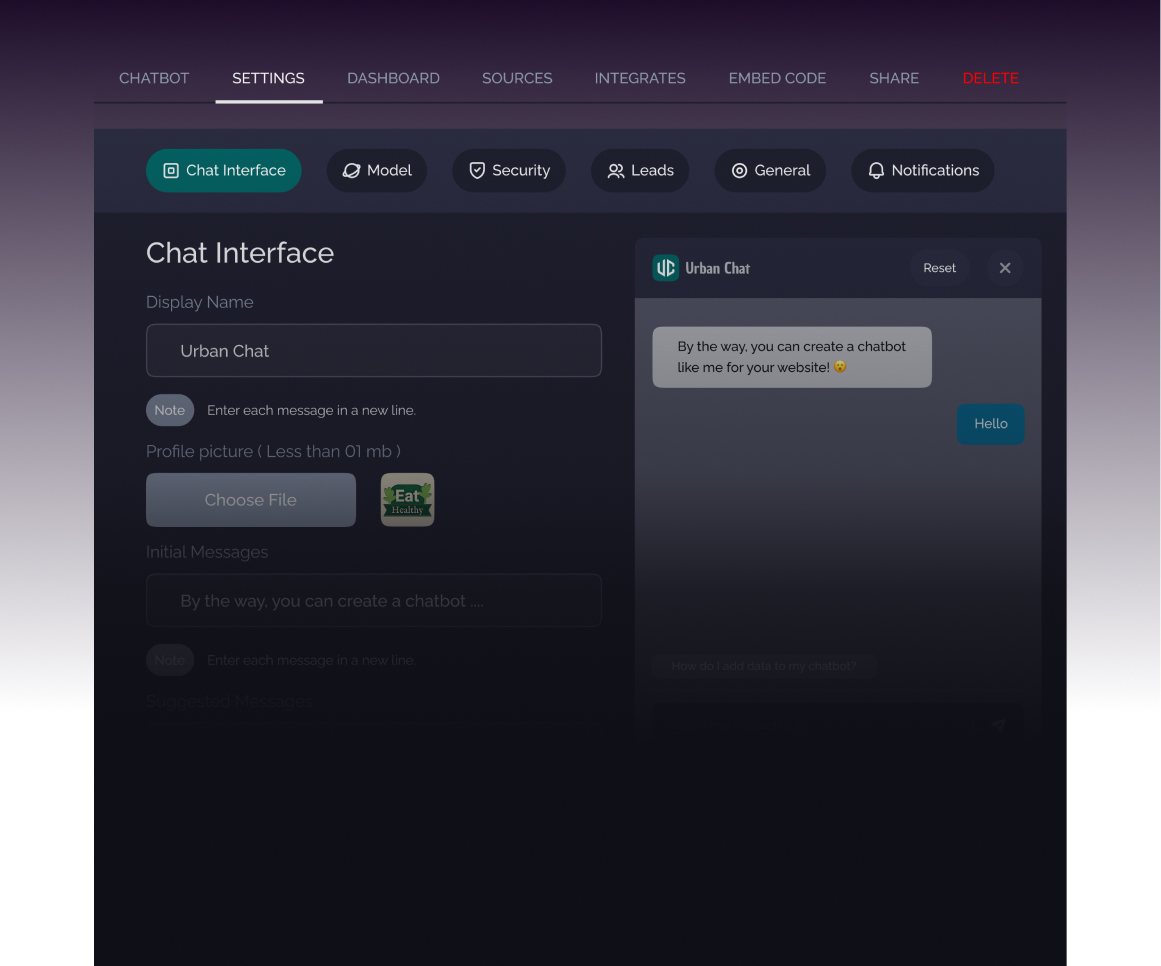 CHATBOT SETTINGS DASHBOARD SOURCES INTEGRATES EMBED CODE SHARE DELETE
Chat Interface Model Security Leads General Notifications
Chat Interface
Display Name
Urban Chat
Note Enter each message in a new line.
Profile picture ( Less than 01 mb )
Choose File
Eat
Healthy
Initial Messages
By the way, you can create a chatbot ....
Note Enter each message in a new line.
Suggested Messages
UC Urban Chat Reset
By the way, you can create a chatbot
like me for your website! 😮
Hello
How do I add data to my chatbot?